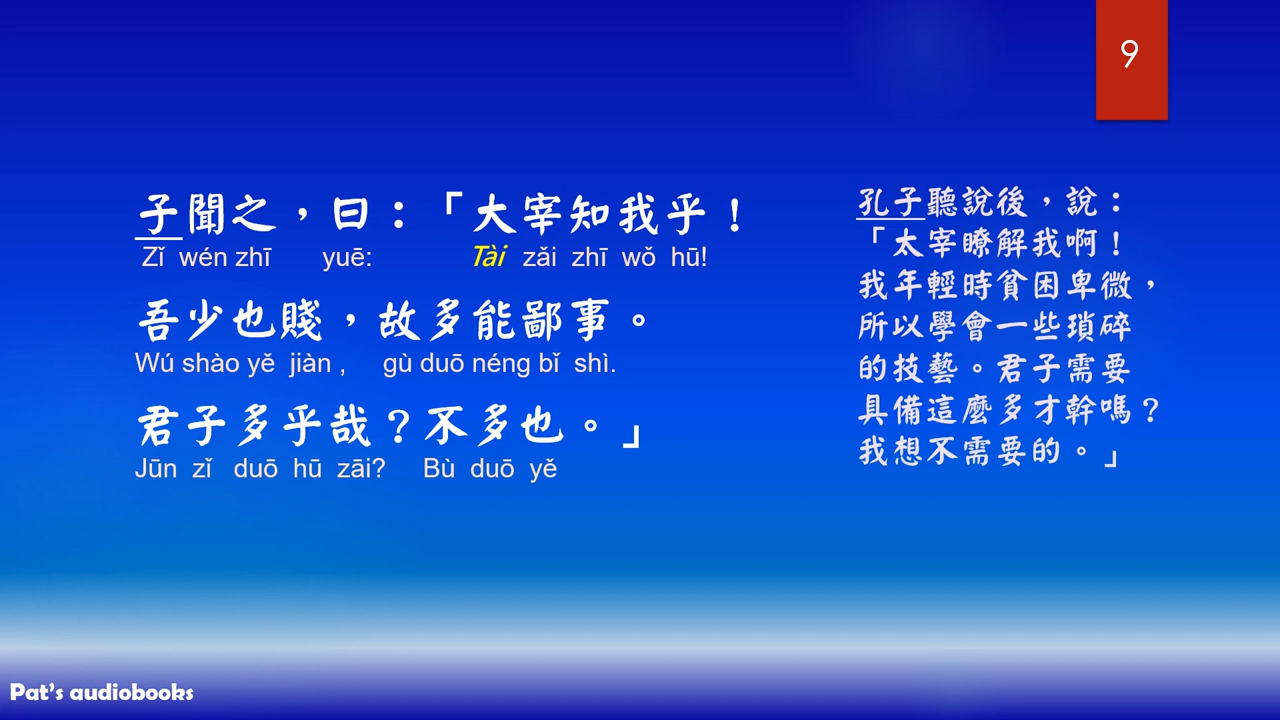 9
子聞之，曰：「大宰知我乎！
Zǐ wén zhī yuē: Tài zǎi zhī wǒ hū!
吾少也賤，故多能鄙事。
Wú shào yě jiàn , gù duō néng bǐ shì.
君子多乎哉？不多也。」
Jūn zǐ duō hū zāi? Bù duō yě
孔子聽說後，說：
「太宰瞭解我啊！
我年輕時貧困卑微，
所以學會一些瑣碎
的技藝。君子需要
具備這麼多才幹嗎？
我想不需要的。」
Pat's audiobooks